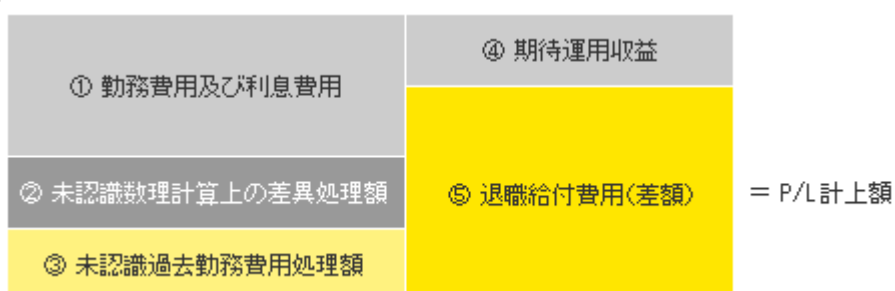 ① 勤務費用及び利息費用
② 未認識数理計算上の差異処理額
③ 未認識過去勤務費用処理額
④ 期待運用収益
⑤ 退職給付費用(差額)
＝ P/L計上額